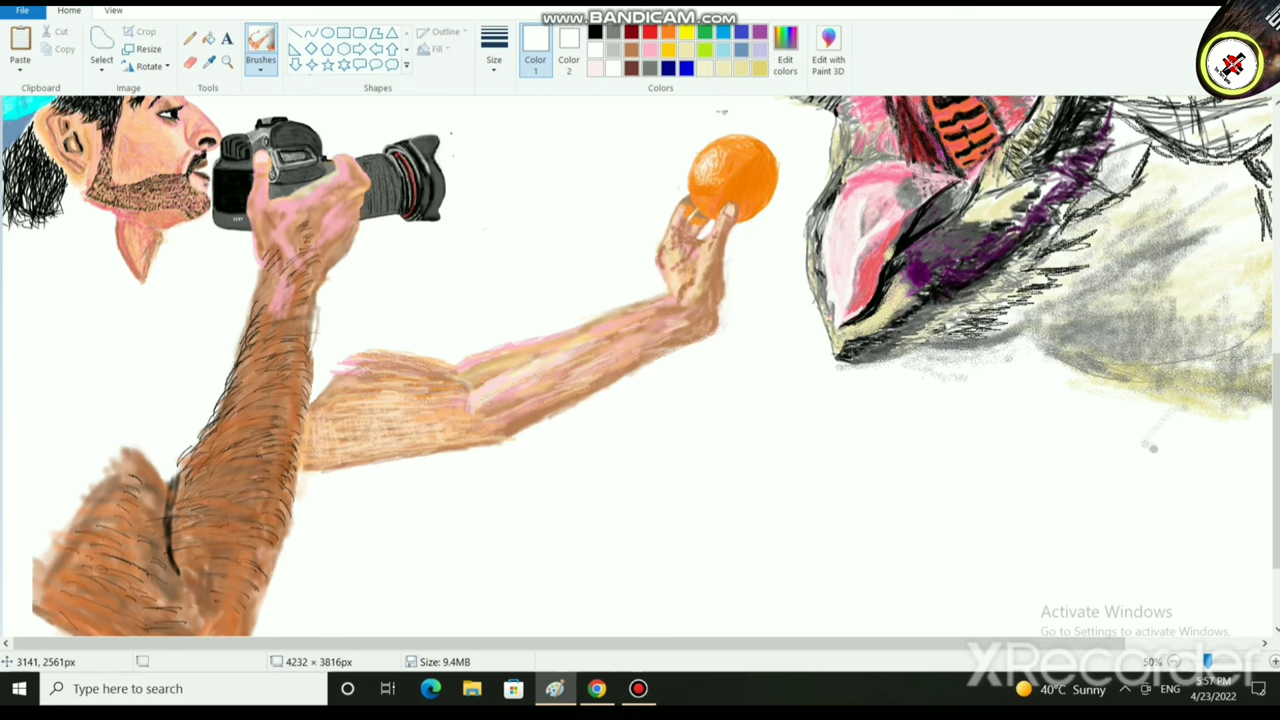 www.BANDICAM.com
File
Home
View
Paste
Cut
Copy
Clipboard
Select
Crop
Resize
Rotate
Image
Tools
Brushes
Shapes
Outline
Fill
Size
Color
1
Color
2
Colors
Edit
colors
Edit with
Paint 3D
Activate Windows
Go to Settings to activate Windows.
3141, 2561px
4232 × 3816px
Size: 9.4MB
50%
XRecorder
Type here to search
40°C Sunny
ENG
5:57 PM
4/23/2022